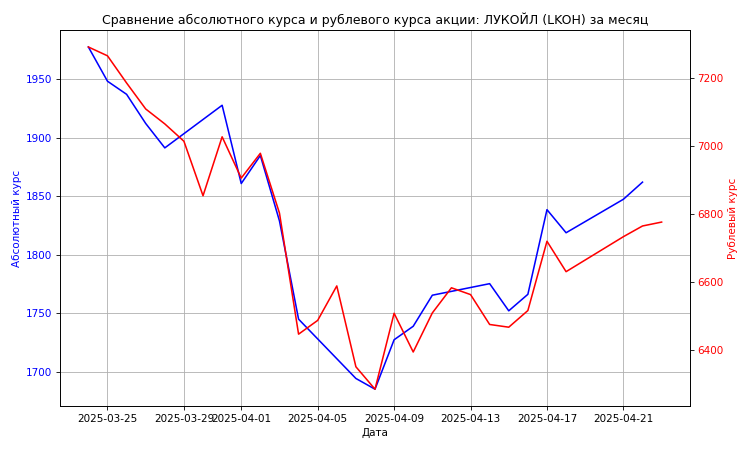 Сравнение абсолютного курса и рублевого курса акции: ЛУКОЙЛ (LKOH) за месяц
Абсолютный курс
1950
1900
1850
1800
1750
1700
7200
7000
6800
6600
6400
Рублевый курс
2025-03-25 2025-03-29 2025-04-01 2025-04-05 2025-04-09 2025-04-13 2025-04-17 2025-04-21
Дата